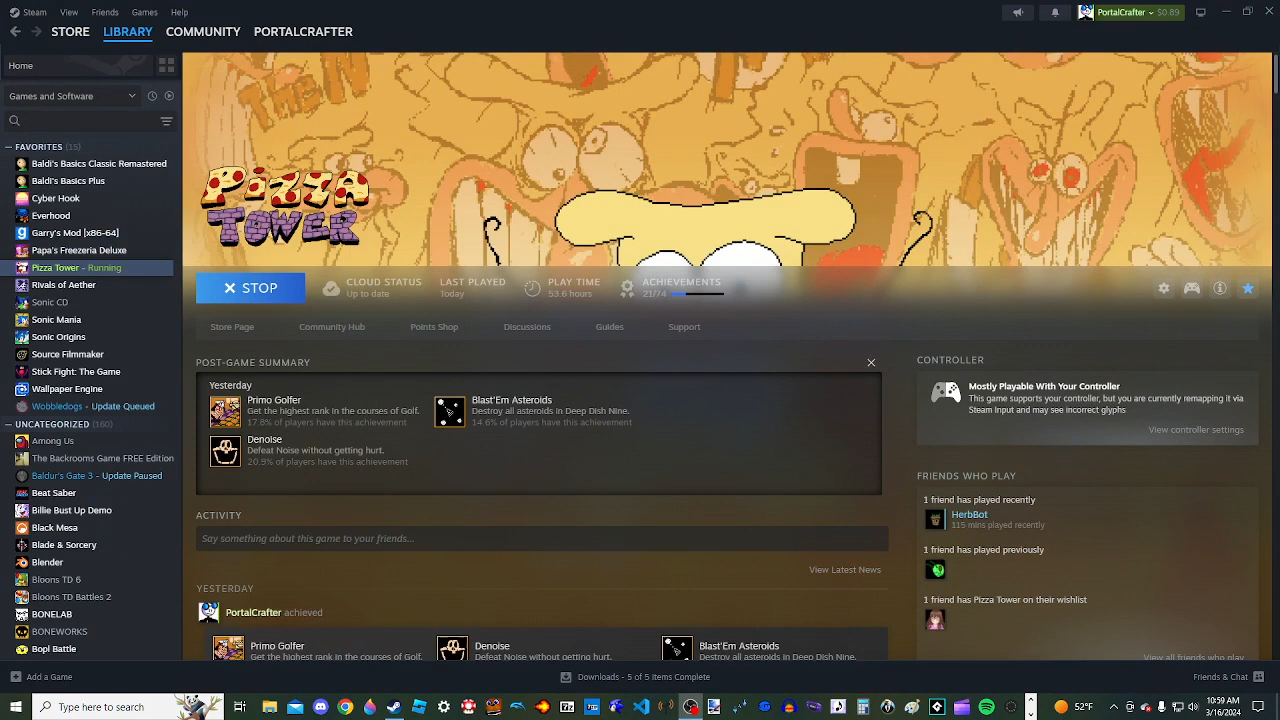 Steam View Friends Games Help
PortalCrafter $0.89
STORE LIBRARY COMMUNITY PORTALCRAFTER
Home
Games and Software
FAVORITES (15)
Baldi's Basics Classic Remastered
Baldi's Basics Plus
Cyber Hook
Evenhood
Garry's Mod [x86-64]
Papa's Freezeria Deluxe
Pizza Tower - Running
Soda Drinker Pro
Sonic CD
Sonic Mania
Sonic Origins
Source Filmmaker
Stick Fight: The Game
Wallpaper Engine
Wobbledogs - Update Queued
UNCATEGORIZED (160)
Among Us
The Backrooms Game FREE Edition
Baldur's Gate 3 - Update Paused
Beat Saber
Billie Bust Up Demo
Black Mesa
Blade & Sorcery
Blender
Bloons TD 6
Bloons TD Battles 2
BONELAB
BONEWORKS
Bopl Battle
PIZZA
TOWER
STOP
CLOUD STATUS
Up to date
LAST PLAYED
Today
PLAY TIME
53.6 hours
ACHIEVEMENTS
21/74
Store Page Community Hub Points Shop Discussions Guides Support
POST-GAME SUMMARY
Yesterday
Primo Golfer
Get the highest rank in the courses of Golf.
17.8% of players have this achievement
Blast'Em Asteroids
Destroy all asteroids in Deep Dish Nine.
14.6% of players have this achievement
Denoise
Defeat Noise without getting hurt.
20.9% of players have this achievement
ACTIVITY
Say something about this game to your friends...
View Latest News
YESTERDAY
PortalCrafter achieved
Primo Golfer
Get the highest rank in the courses of Golf.
Denoise
Defeat Noise without getting hurt.
Blast'Em Asteroids
Destroy all asteroids in Deep Dish Nine.
CONTROLLER
Mostly Playable With Your Controller
This game supports your controller, but you are currently remapping it via
Steam Input and may see incorrect glyphs
View controller settings
FRIENDS WHO PLAY
1 friend has played recently
HerbBot
115 mins played recently
1 friend has played previously
1 friend has Pizza Tower on their wishlist
View all friends who play
Add a Game
Downloads - 5 of 5 Items Complete
Friends & Chat
Type here to search
55°F
10:59 AM
3/16/2024